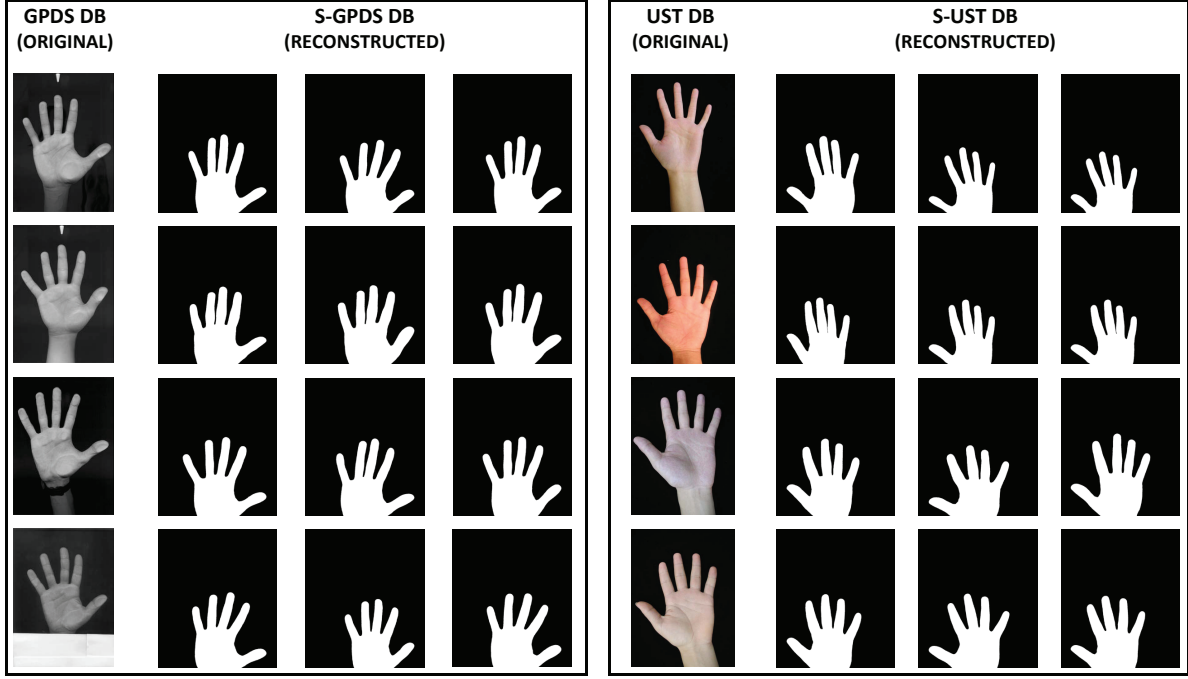 GPDS DB
(ORIGINAL)
S-GPDS DB
(RECONSTRUCTED)
UST DB
(ORIGINAL)
S-UST DB
(RECONSTRUCTED)